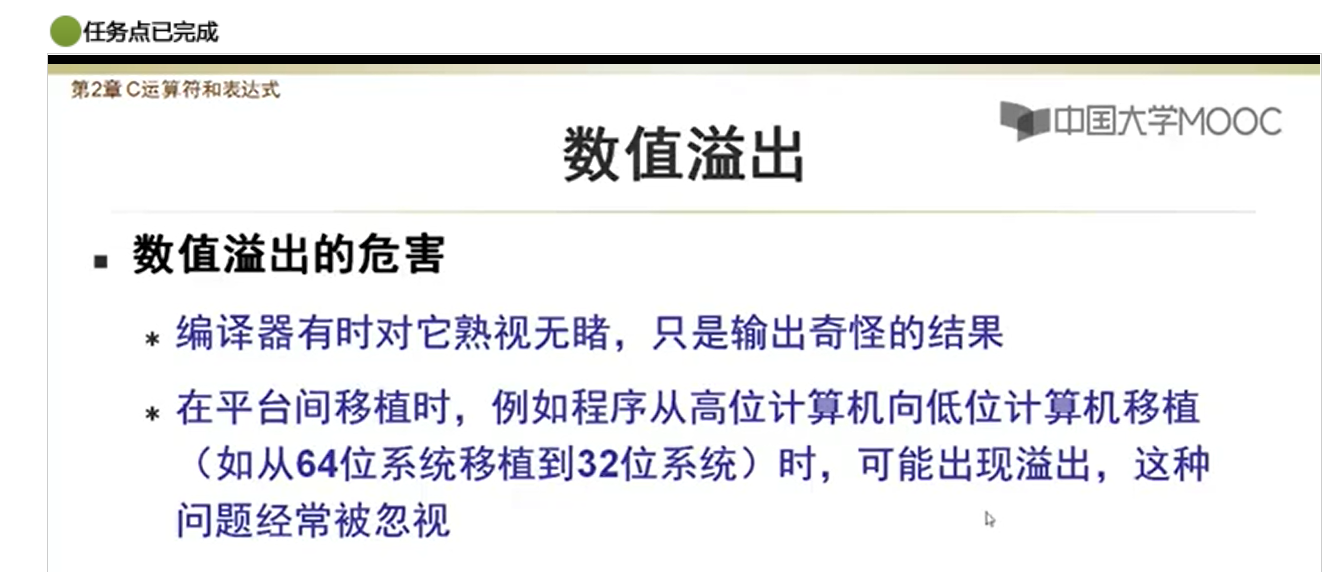 任务点已完成
第2章 C运算符和表达式
中国大学MOOC
数值溢出
■ 数值溢出的危害
* 编译器有时对它熟视无睹，只是输出奇怪的结果
* 在平台间移植时，例如程序从高位计算机向低位计算机移植
（如从64位系统移植到32位系统）时，可能出现溢出，这种
问题经常被忽视